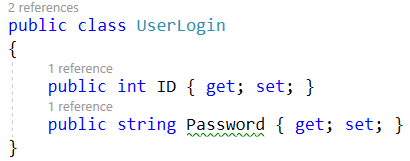 2 references
public class UserLogin
{
1 reference
public int ID { get; set; }
1 reference
public string Password { get; set; }
}